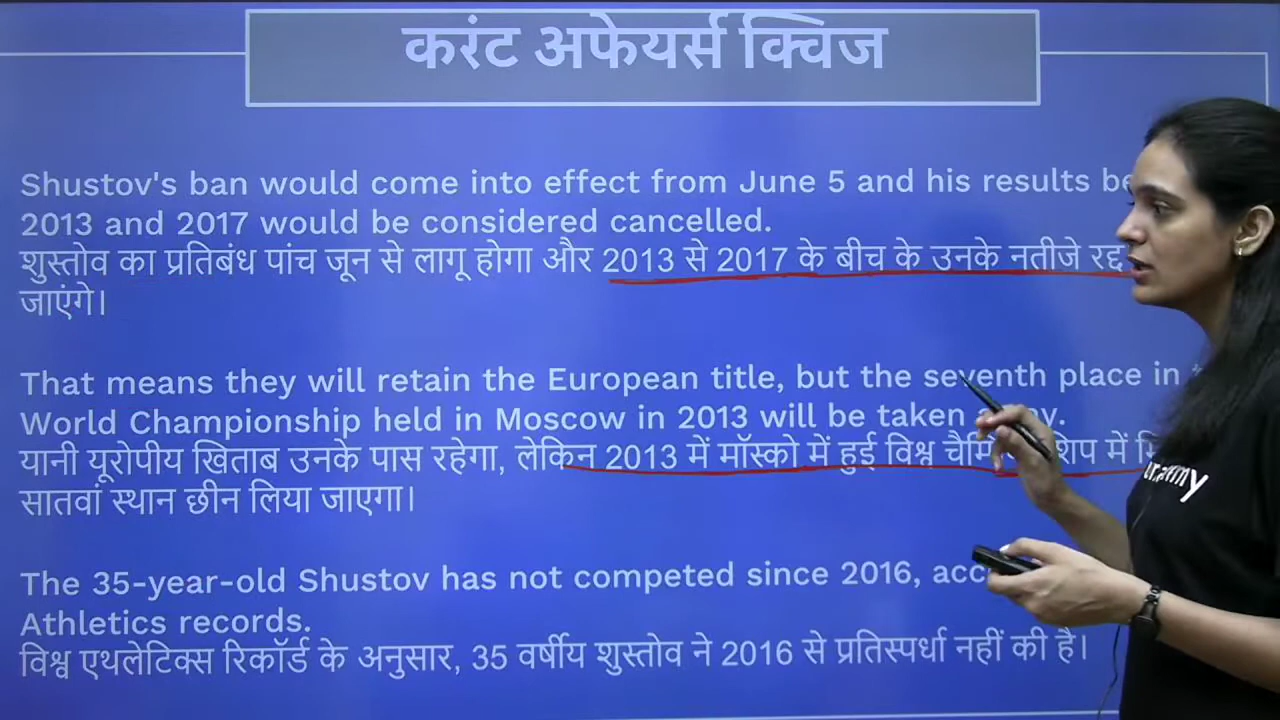 करंट अफेयर्स क्विज
Shustov's ban would come into effect from June 5 and his results
2013 and 2017 would be considered cancelled.
शुस्तोव का प्रतिबंध पांच जून से लागू होगा और 2013 से 2017 के बीच के उनके नतीजे रद्द
जाएंगे।
That means they will retain the European title, but the seventh place in
World Championship held in Moscow in 2013 will be taken
यानी यूरोपीय खिताब उनके पास रहेगा, लेकिन 2013 में मॉस्को में हुई विश्व में
सातवां स्थान छीन लिया जाएगा।
The 35-year-old Shustov has not competed since 2016,
Athletics records.
विश्व एथलेटिक्स रिकॉर्ड के अनुसार, 35 वर्षीय शुस्तोव ने 2016 से प्रतिस्पर्धा नहीं की है।